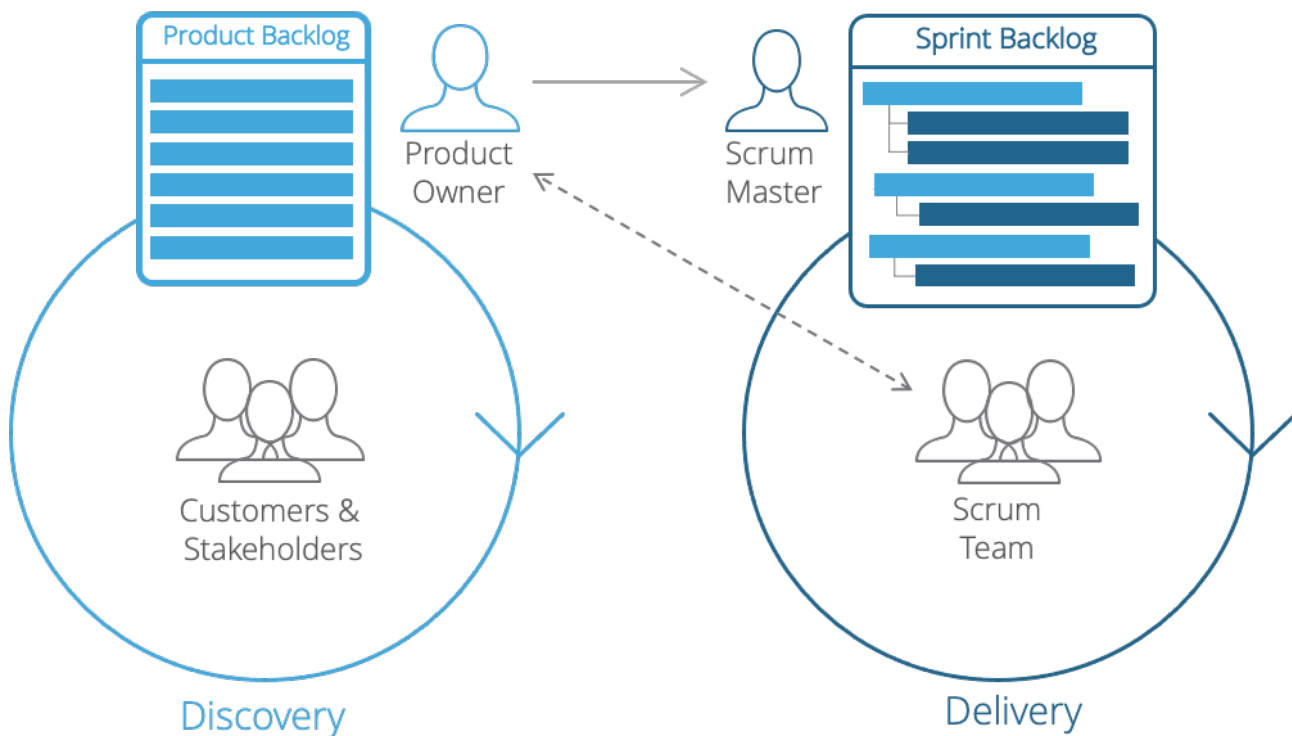 Product Backlog
Product
Owner
Scrum
Master
Sprint Backlog
Customers &
Stakeholders
Scrum
Team
Discovery
Delivery